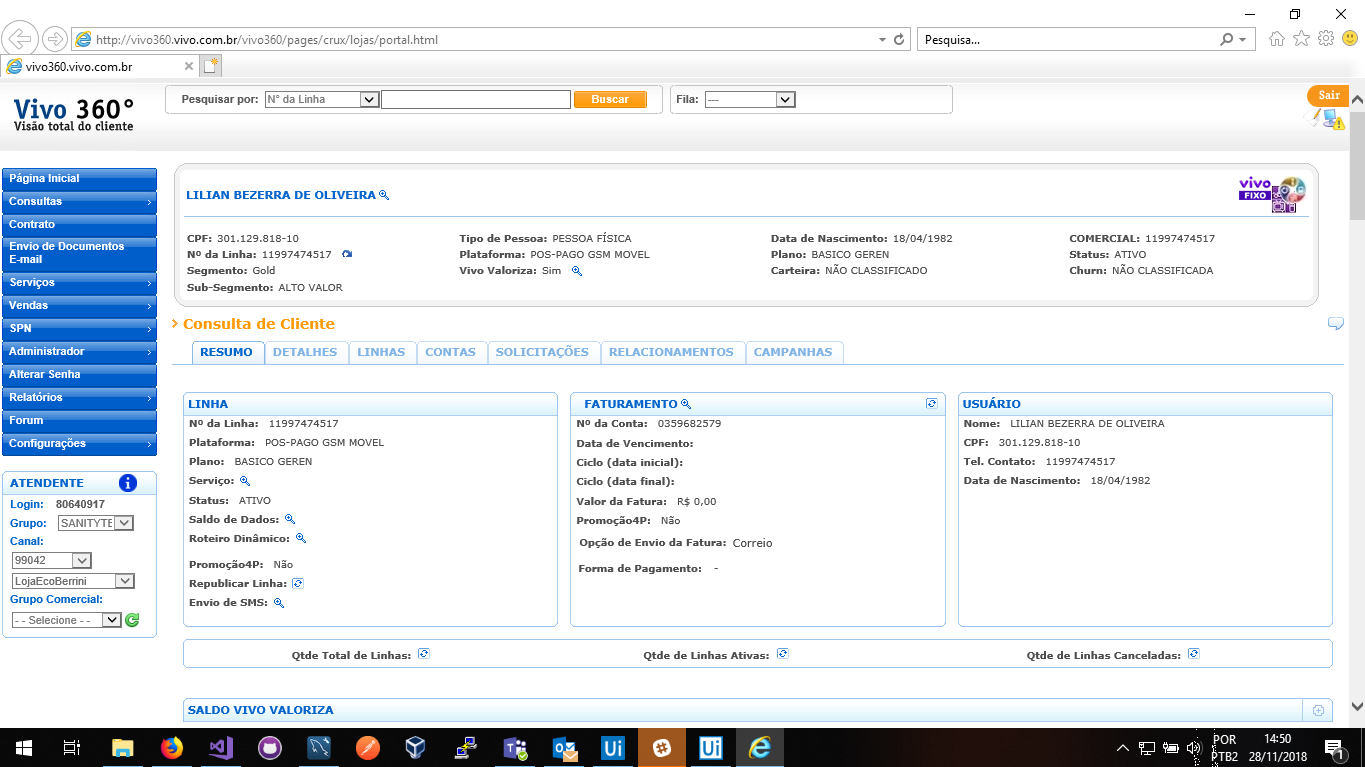 http://vivo360.vivo.com.br/vivo360/pages/crux/lojas/portal.html
Pesquisa...
vivo360.vivo.com.br
Vivo 360°
Visão total do cliente
Pesquisar por: N° da Linha Buscar
Fila: ---
Sair
Página Inicial
Consultas
Contrato
Envio de Documentos
E-mail
Serviços
Vendas
SPN
Administrador
Alterar Senha
Relatórios
Forum
Configurações
ATENDENTE
Login: 80640917
Grupo: SANITYTE
Canal:
99042
LojaEcoBerrini
Grupo Comercial:
- - Selecione - -
LILIAN BEZERRA DE OLIVEIRA
vivo
FIXO
CPF: 301.129.818-10
Tipo de Pessoa: PESSOA FÍSICA
Data de Nascimento: 18/04/1982
COMERCIAL: 11997474517
Nº da Linha: 11997474517
Plataforma: POS-PAGO GSM MOVEL
Plano: BASICO GEREN
Status: ATIVO
Segmento: Gold
Vivo Valoriza: Sim
Carteira: NÃO CLASSIFICADO
Churn: NÃO CLASSIFICADA
Sub-Segmento: ALTO VALOR
Consulta de Cliente
RESUMO DETALHES LINHAS CONTAS SOLICITAÇÕES RELACIONAMENTOS CAMPANHAS
LINHA
Nº da Linha: 11997474517
Plataforma: POS-PAGO GSM MOVEL
Plano: BASICO GEREN
Serviço:
Status: ATIVO
Saldo de Dados:
Roteiro Dinâmico:
Promoção4P: Não
Republicar Linha:
Envio de SMS:
FATURAMENTO
Nº da Conta: 0359682579
Data de Vencimento:
Ciclo (data inicial):
Ciclo (data final):
Valor da Fatura: R$ 0,00
Promoção4P: Não
Opção de Envio da Fatura: Correio
Forma de Pagamento: -
USUÁRIO
Nome: LILIAN BEZERRA DE OLIVEIRA
CPF: 301.129.818-10
Tel. Contato: 11997474517
Data de Nascimento: 18/04/1982
Qtde Total de Linhas:
Qtde de Linhas Ativas:
Qtde de Linhas Canceladas:
SALDO VIVO VALORIZA
Ui
Ui
POR
PTB2
14:50
28/11/2018
1